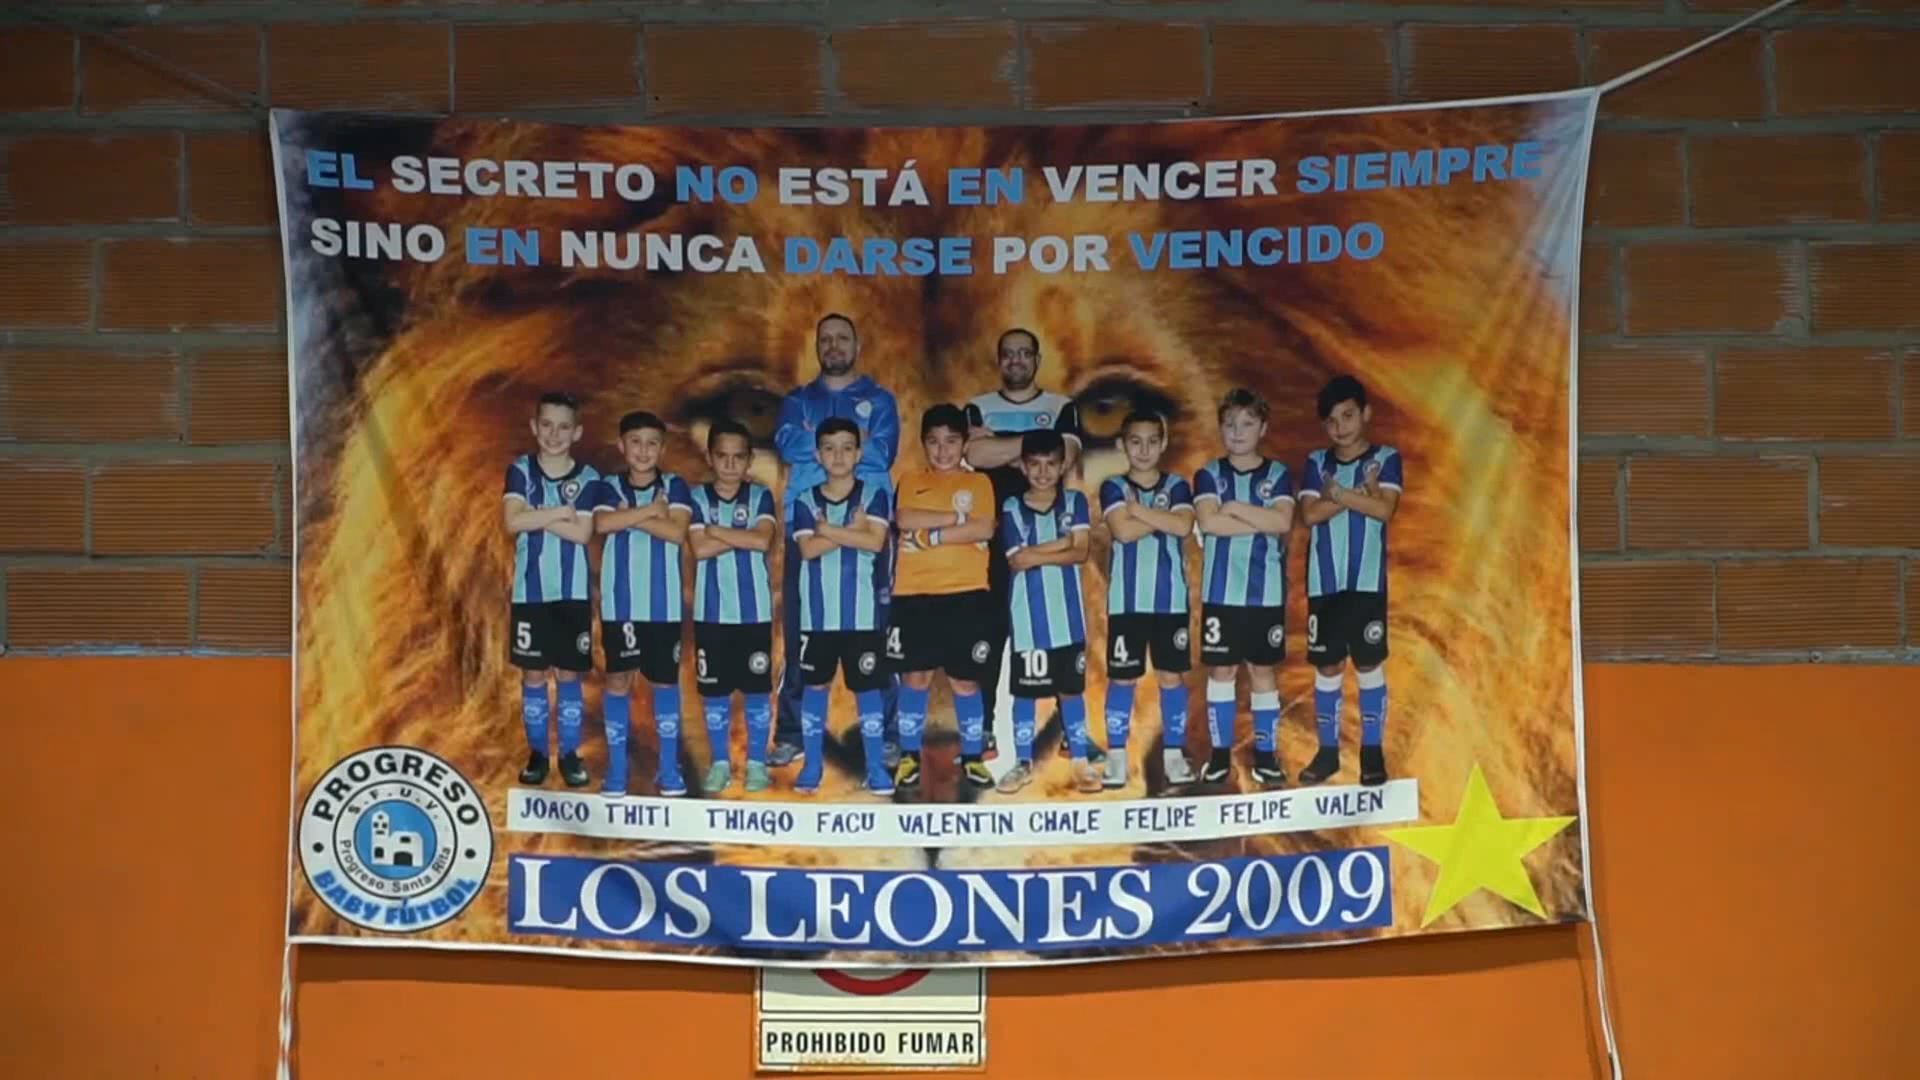 EL SECRETO NO ESTÁ EN VENCER SIEMPRE
SINO EN NUNCA DARSE POR VENCIDO
5 8 6 7 4 10 4 3 9
JOACO THITI THIAGO FACU VALENTIN CHALE FELIPE FELIPE VALEN
PROGRESO
S.F.U.V.
Progreso Santa Rita
BABY FÚTBOL
LOS LEONES 2009
PROHIBIDO FUMAR